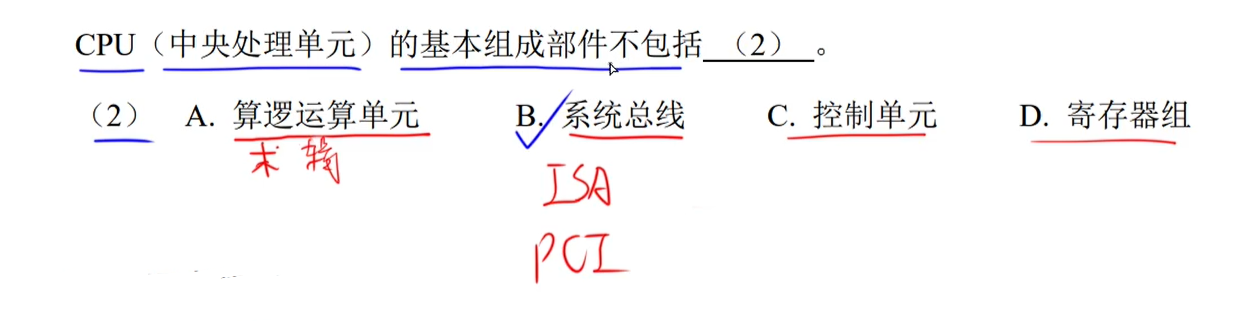 CPU（中央处理单元）的基本组成部件不包括（2）。
（2） A. 算逻运算单元 B. 系统总线 C. 控制单元 D. 寄存器组
术 辑
ISA
PCI